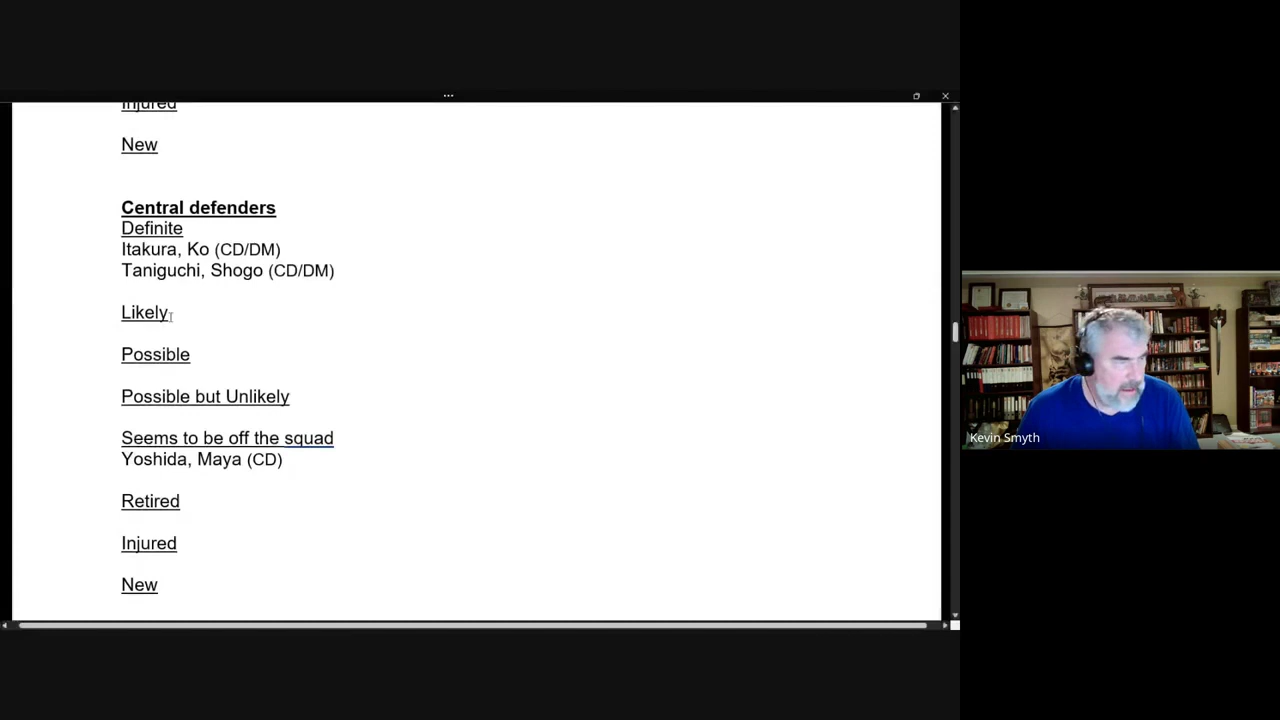 Injured
New
Central defenders
Definite
Itakura, Ko (CD/DM)
Taniguchi, Shogo (CD/DM)
Likely
Possible
Possible but Unlikely
Seems to be off the squad
Yoshida, Maya (CD)
Retired
Injured
New
Kevin Smyth